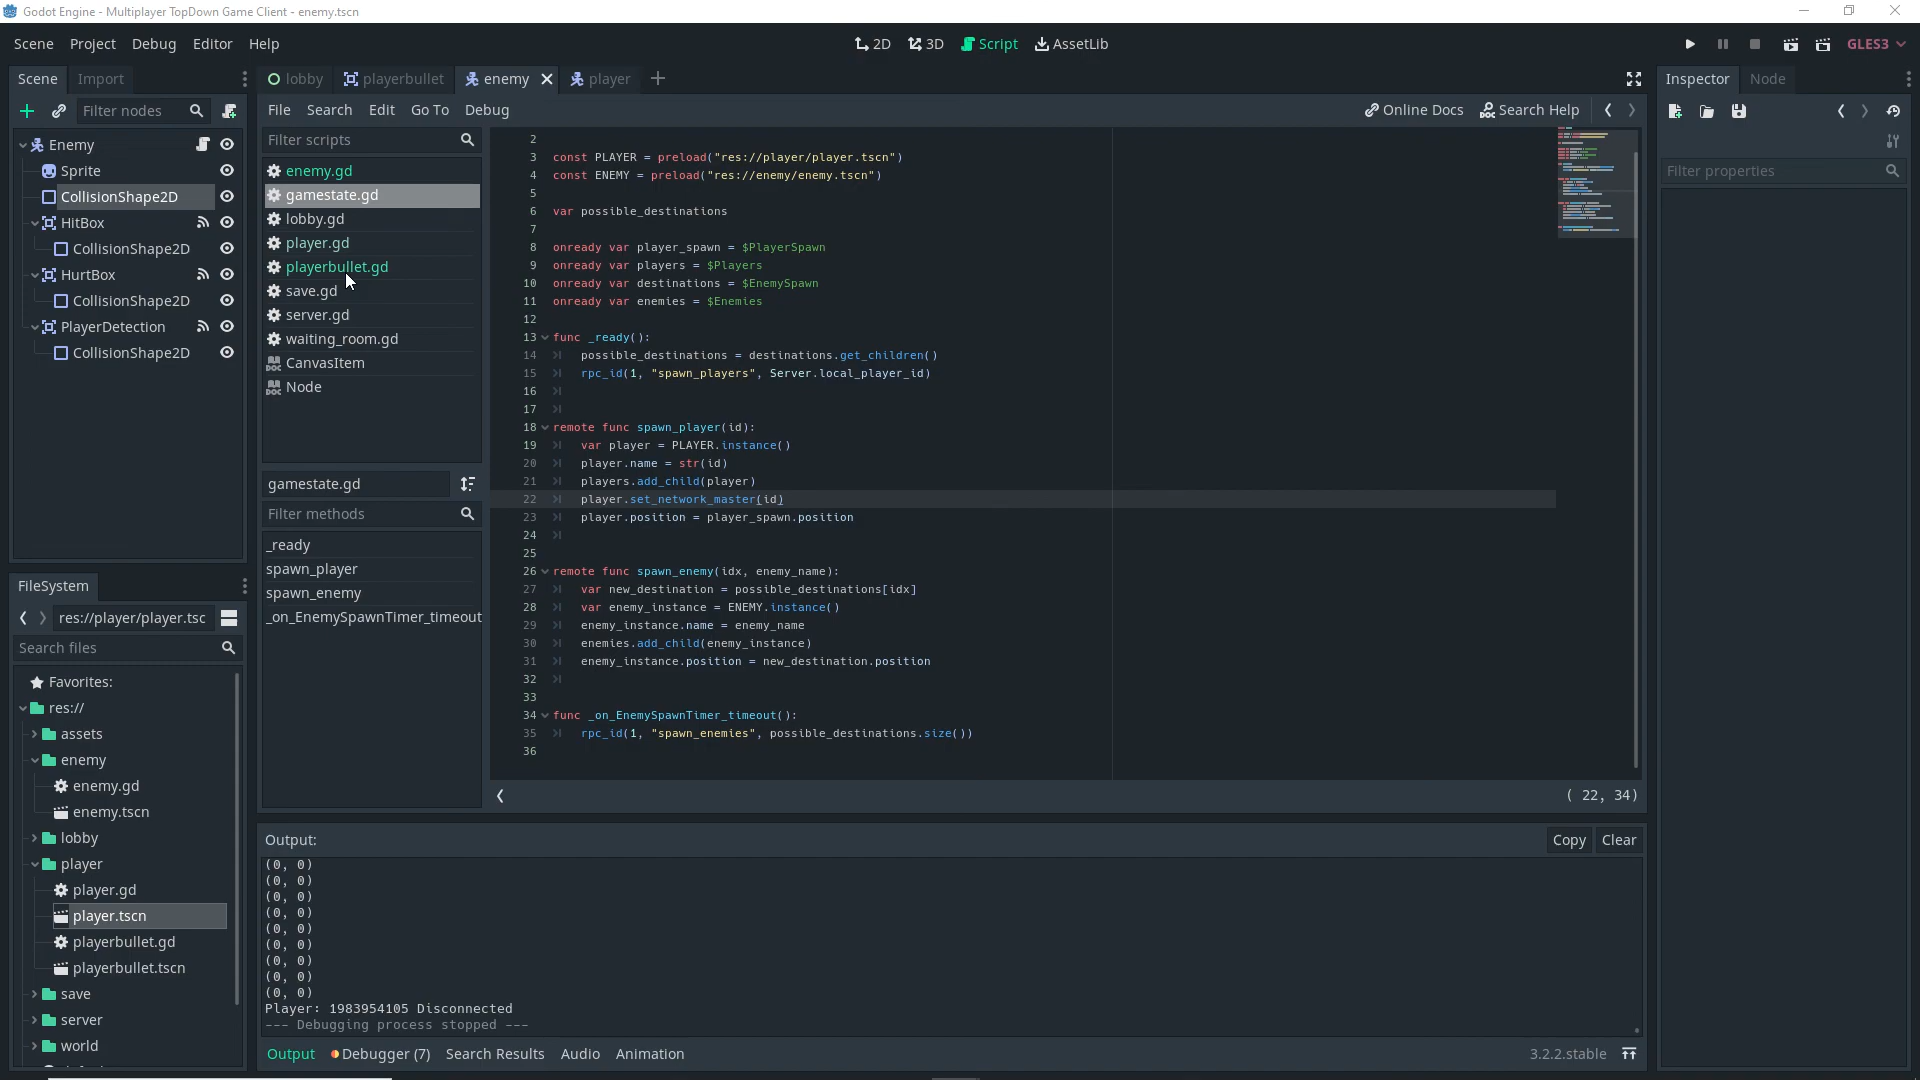 Godot Engine - Multiplayer TopDown Game Client - enemy.tscn
Scene Project Debug Editor Help
2D 3D Script AssetLib
GLES3
Scene Import
Filter nodes
Enemy
Sprite
CollisionShape2D
HitBox
CollisionShape2D
HurtBox
CollisionShape2D
PlayerDetection
CollisionShape2D
FileSystem
res://player/player.tsc
Search files
Favorites:
res://
assets
enemy
enemy.gd
enemy.tscn
lobby
player
player.gd
player.tscn
playerbullet.gd
playerbullet.tscn
save
server
world
lobby playerbullet enemy player
File Search Edit Go To Debug
Online Docs Search Help
Filter scripts
enemy.gd
gamestate.gd
lobby.gd
player.gd
playerbullet.gd
save.gd
server.gd
waiting_room.gd
CanvasItem
Node
gamestate.gd
Filter methods
_ready
spawn_player
spawn_enemy
_on_EnemySpawnTimer_timeout
2
3 const PLAYER = preload("res://player/player.tscn")
4 const ENEMY = preload("res://enemy/enemy.tscn")
5
6 var possible_destinations
7
8 onready var player_spawn = $PlayerSpawn
9 onready var players = $Players
10 onready var destinations = $EnemySpawn
11 onready var enemies = $Enemies
12
13 func _ready():
14 possible_destinations = destinations.get_children()
15 rpc_id(1, "spawn_players", Server.local_player_id)
16
17
18 remote func spawn_player(id):
19 var player = PLAYER.instance()
20 player.name = str(id)
21 players.add_child(player)
22 player.set_network_master(id)
23 player.position = player_spawn.position
24
25
26 remote func spawn_enemy(idx, enemy_name):
27 var new_destination = possible_destinations[idx]
28 var enemy_instance = ENEMY.instance()
29 enemy_instance.name = enemy_name
30 enemies.add_child(enemy_instance)
31 enemy_instance.position = new_destination.position
32
33
34 func _on_EnemySpawnTimer_timeout():
35 rpc_id(1, "spawn_enemies", possible_destinations.size())
36
( 22, 34)
Output:
Copy Clear
(0, 0)
(0, 0)
(0, 0)
(0, 0)
(0, 0)
(0, 0)
(0, 0)
(0, 0)
(0, 0)
Player: 1983954105 Disconnected
--- Debugging process stopped ---
Output Debugger (7) Search Results Audio Animation
3.2.2.stable
Inspector Node
Filter properties